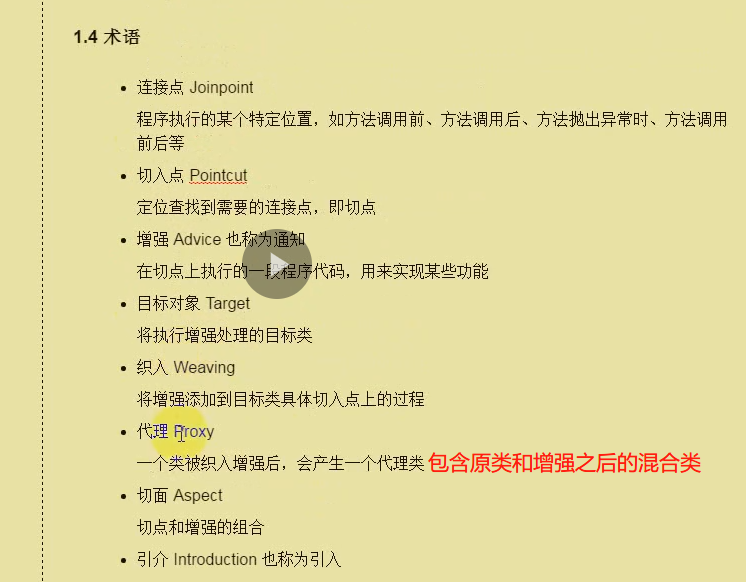 1.4 术语
连接点 Joinpoint
程序执行的某个特定位置，如方法调用前、方法调用后、方法抛出异常时、方法调用
前后等
切入点 Pointcut
定位查找到需要的连接点，即切点
增强 Advice 也称为通知
在切点上执行的一段程序代码，用来实现某些功能
目标对象 Target
将执行增强处理的目标类
织入 Weaving
将增强添加到目标类具体切入点上的过程
代理 Proxy
一个类被织入增强后，会产生一个代理类 包含原类和增强之后的混合类
切面 Aspect
切点和增强的组合
引介 Introduction 也称为引入